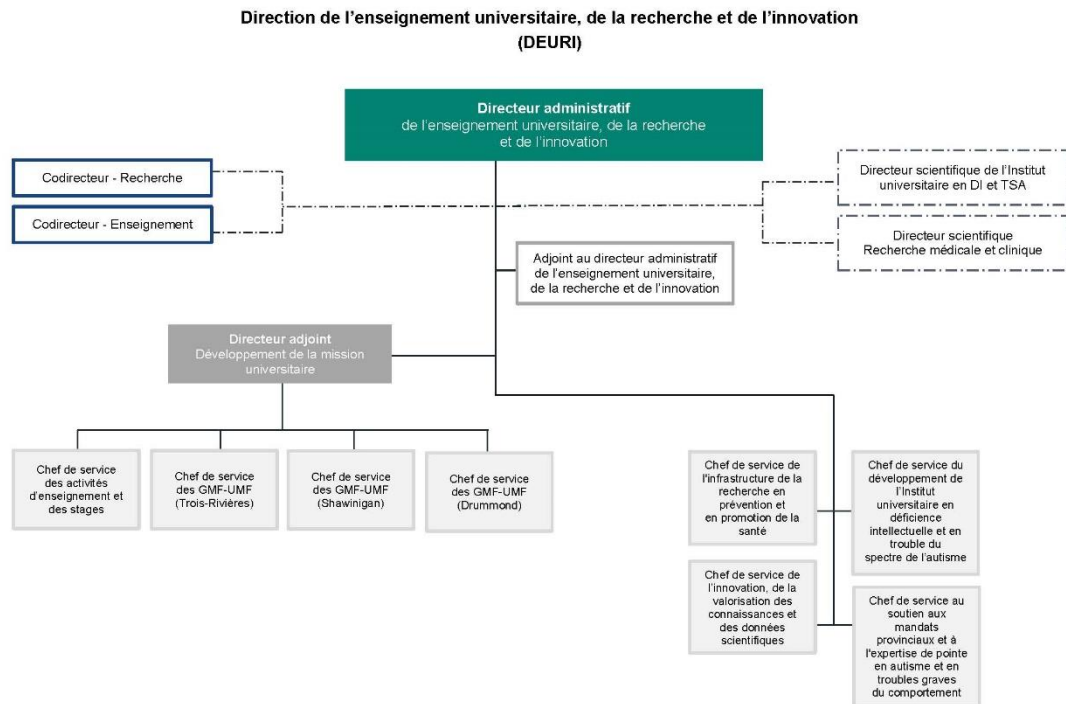 Direction de l'enseignement universitaire, de la recherche et de l'innovation
(DEURI)
Directeur administratif
de l'enseignement universitaire, de la recherche
et de l'innovation
Codirecteur - Recherche
Codirecteur - Enseignement
Directeur scientifique de l'Institut
universitaire en DI et TSA
Directeur scientifique
Recherche médicale et clinique
Adjoint au directeur administratif
de l'enseignement universitaire,
de la recherche et de l'innovation
Directeur adjoint
Développement de la mission
universitaire
Chef de service
des activités
d'enseignement et
des stages
Chef de service
des GMF-UMF
(Trois-Rivières)
Chef de service
des GMF-UMF
(Shawinigan)
Chef de service
des GMF-UMF
(Drummond)
Chef de service de
l'infrastructure de la
recherche en
prévention et
en promotion de la
santé
Chef de service du
développement de
l'Institut
universitaire en
déficience
intellectuelle et en
trouble du
spectre de l'autisme
Chef de service de
l'innovation, de la
valorisation des
connaissances et
des données
scientifiques
Chef de service au
soutien aux
mandats
provinciaux et à
l'expertise de pointe
en autisme et en
troubles graves
du comportement